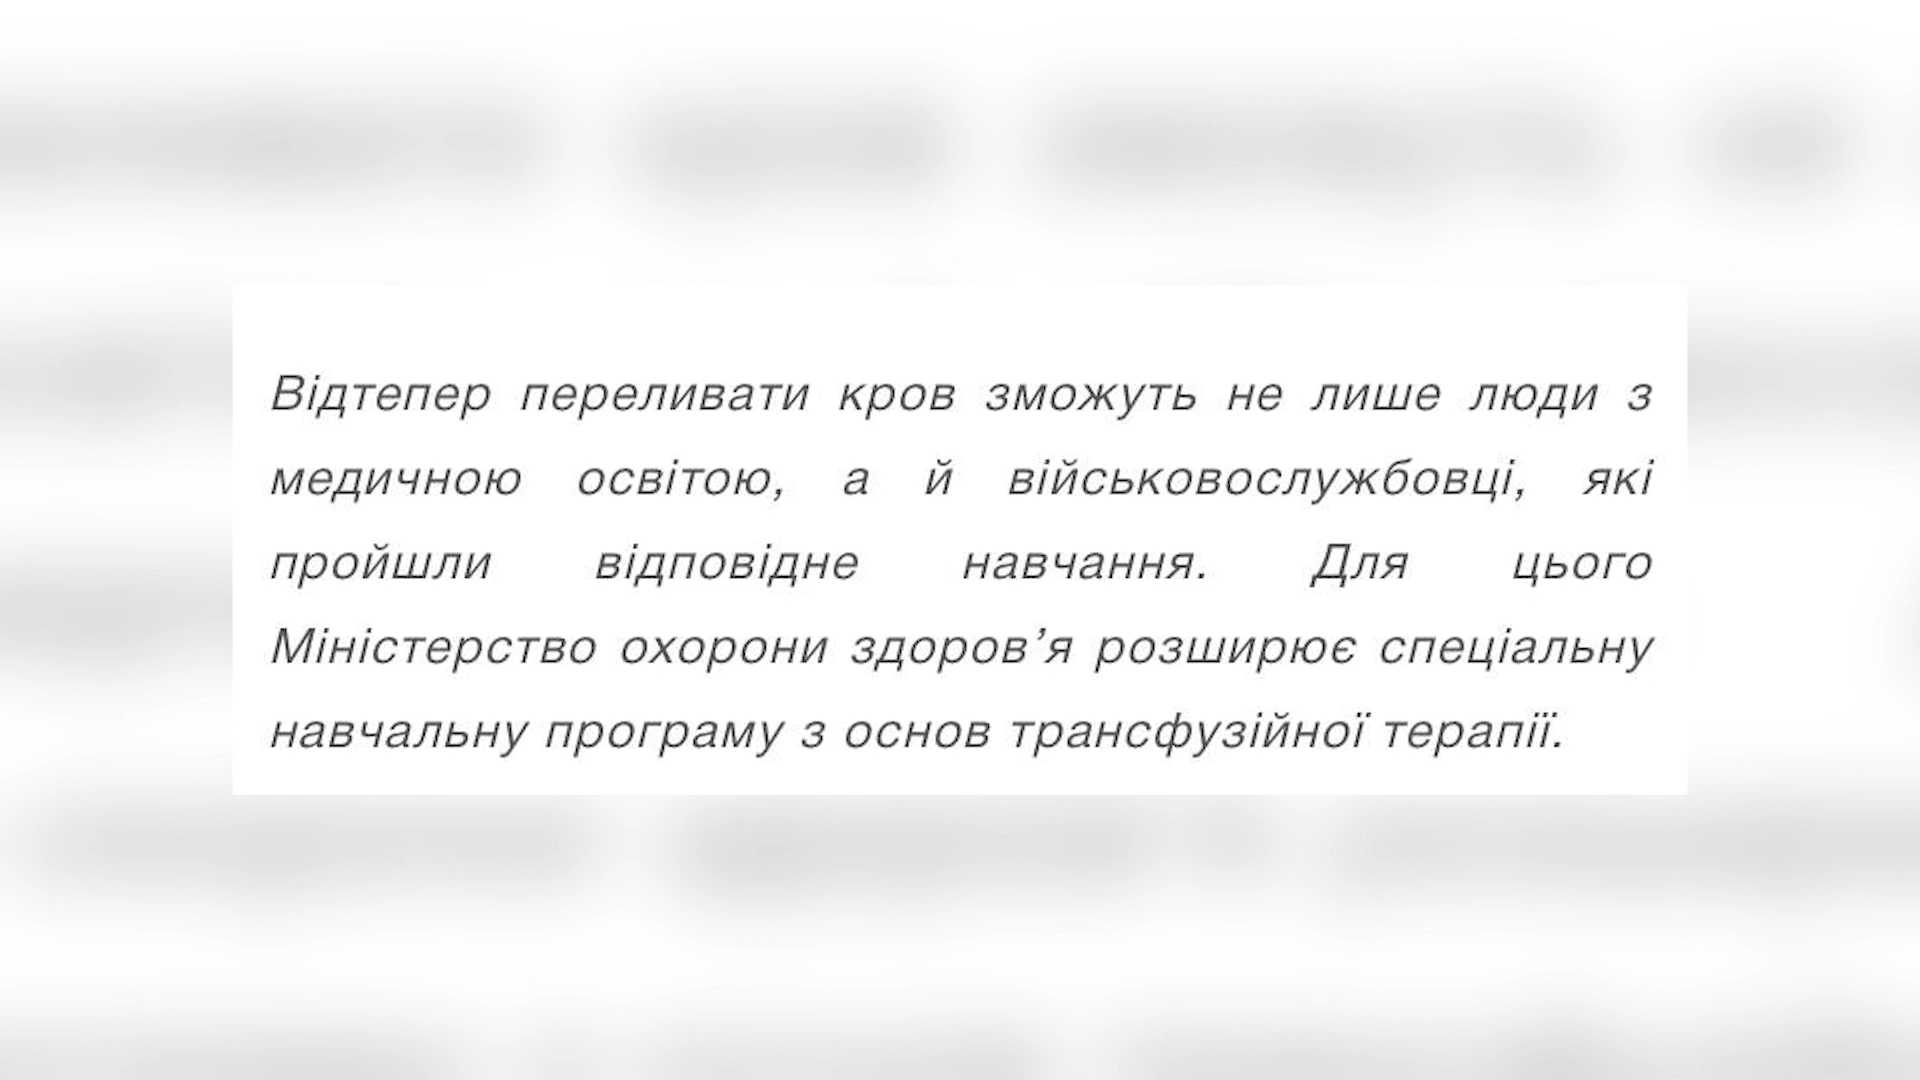 Відтепер переливати кров зможуть не лише люди з
медичною освітою, а й військовослужбовці, які
пройшли відповідне навчання. Для цього
Міністерство охорони здоров’я розширює спеціальну
навчальну програму з основ трансфузійної терапії.